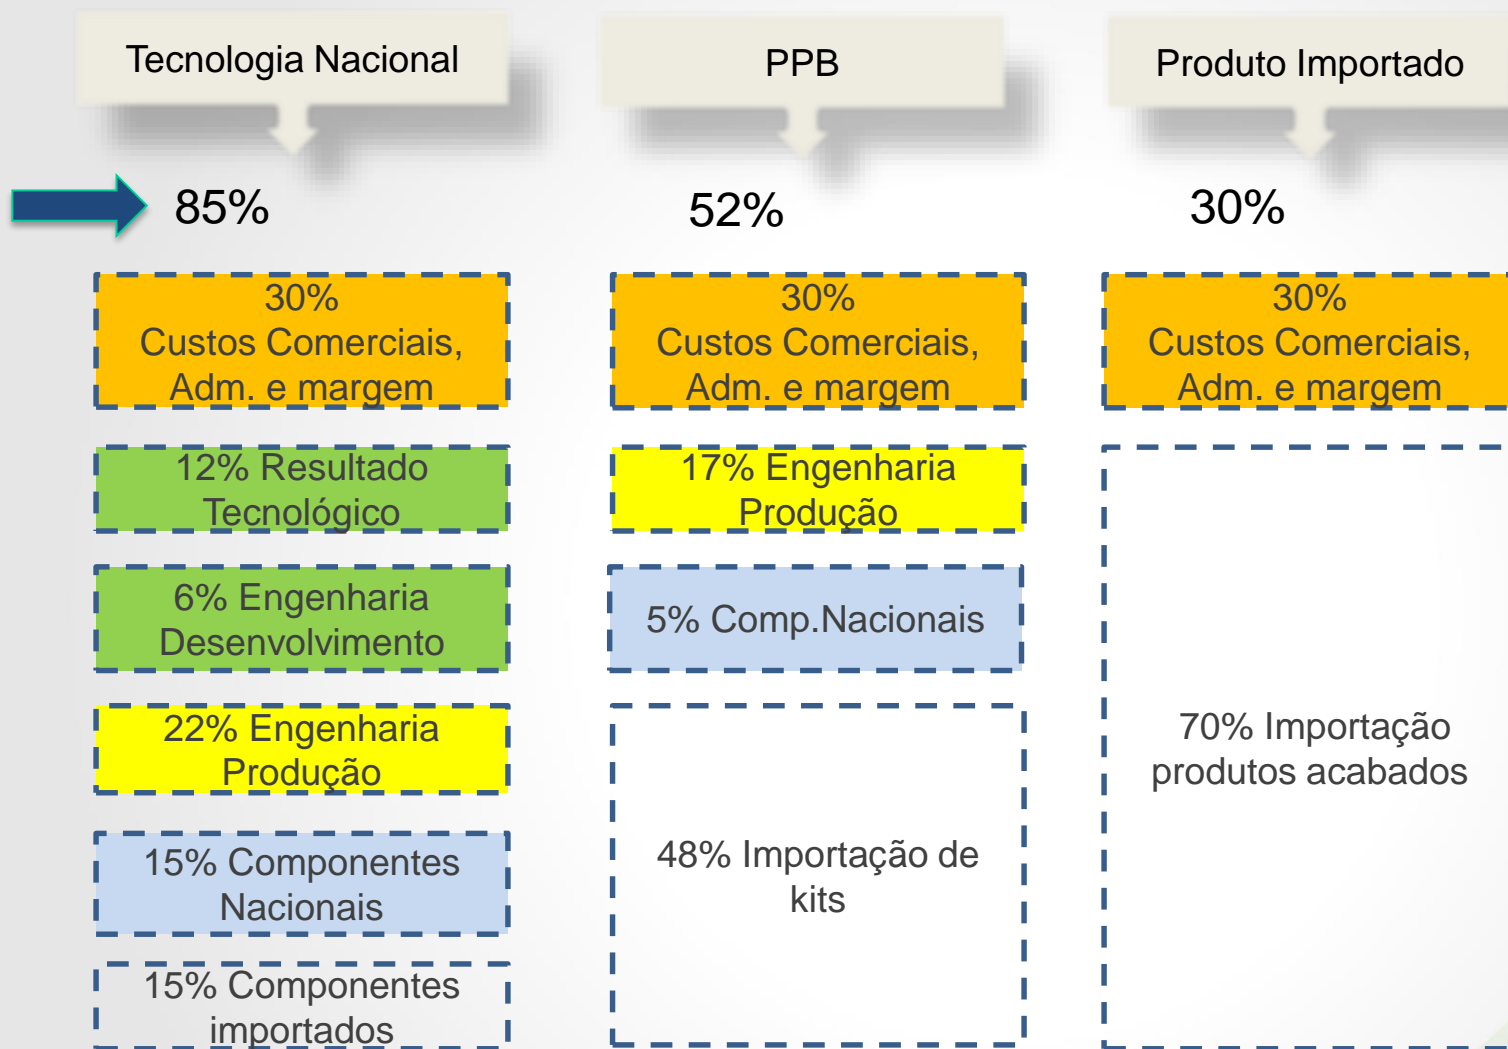 Tecnologia Nacional
PPB
Produto Importado
85%
52%
30%
30%
Custos Comerciais,
Adm. e margem
12% Resultado
Tecnológico
6% Engenharia
Desenvolvimento
22% Engenharia
Produção
15% Componentes
Nacionais
15% Componentes
importados
30%
Custos Comerciais,
Adm. e margem
17% Engenharia
Produção
5% Comp.Nacionais
48% Importação de
kits
30%
Custos Comerciais,
Adm. e margem
70% Importação
produtos acabados